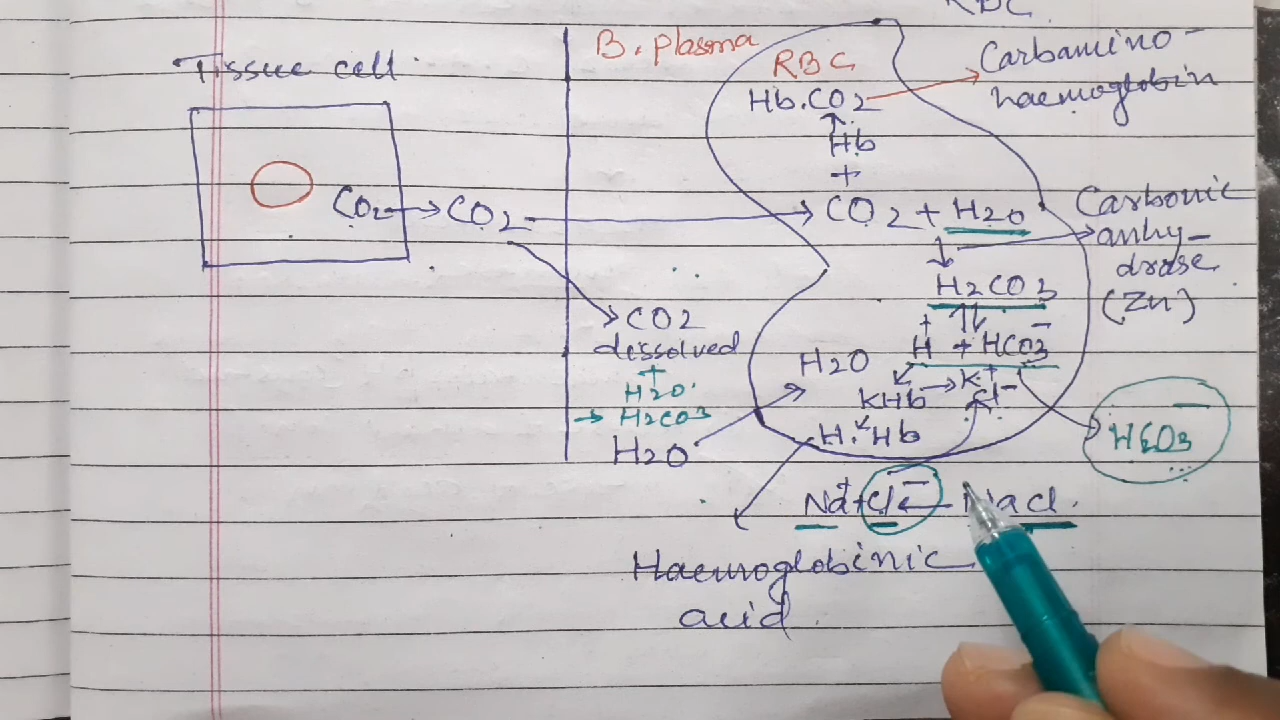 RBC
Tissue cell
B. plasma
RBC
Carbamino-
haemoglobin
Hb.CO2
Hb
+
CO2 → CO2 → CO2 + H2O
Carbonic
anhy-
drase
(Zn)
H2CO3
CO2
dissolved
+
H2O
→ H2CO3
H2O
H2O
H+ + HCO3-
KHb → K+
Cl-
H.Hb
HCO3-
Na+ + Cl- ← NaCl.
Haemoglobinic
acid.